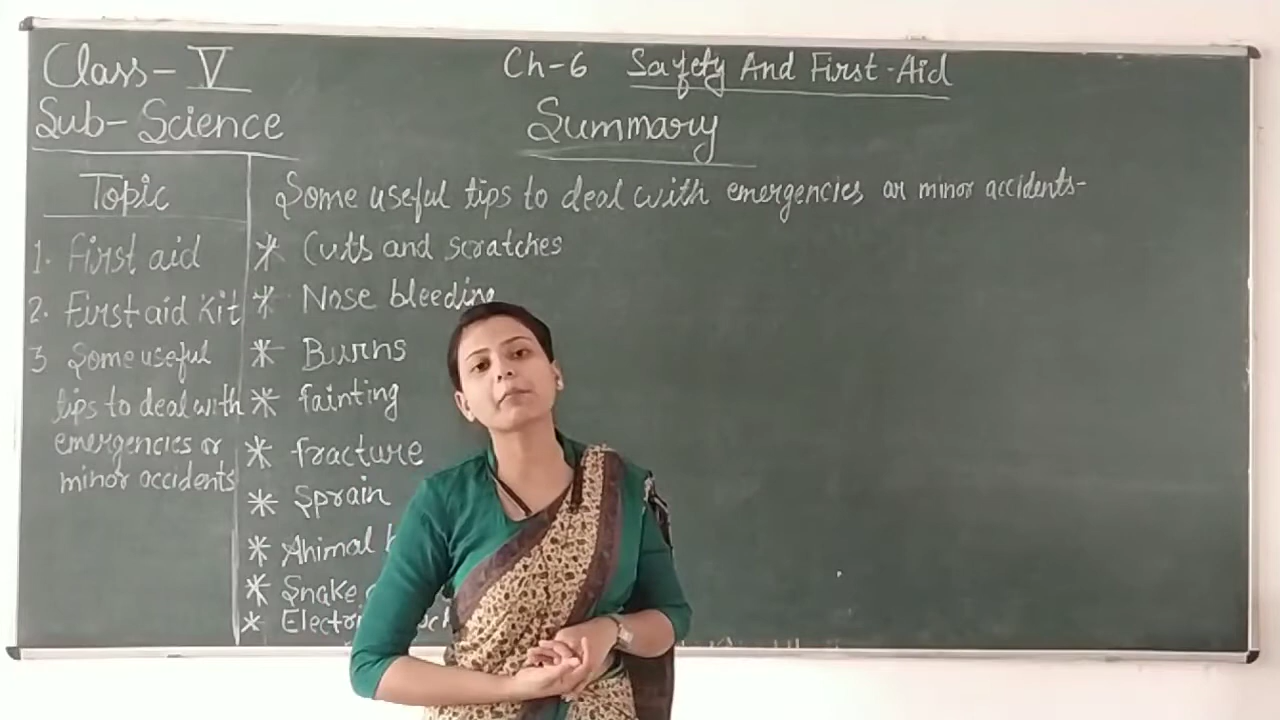 Class- V
Sub- Science
Ch-6 Safety And First-Aid
Summary
Topic
1. First aid
2. First aid Kit
3 Some useful
tips to deal with
emergencies or
minor accidents
Some useful tips to deal with emergencies or minor accidents-
* Cuts and scratches
* Nose bleeding
* Burns
* fainting
* fracture
* Sprain
* Animal
* Snake
*